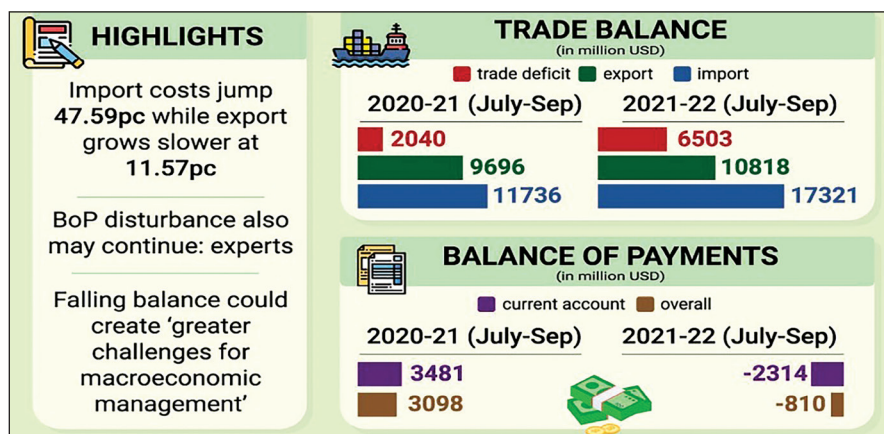 HIGHLIGHTS
Import costs jump
47.59pc while export
grows slower at
11.57pc
BoP disturbance also
may continue: experts
Falling balance could
create ‘greater
challenges for
macroeconomic
management’
TRADE BALANCE
(in million USD)
trade deficit export import
2020-21 (July-Sep) 2021-22 (July-Sep)
2040 6503
9696 10818
11736 17321
BALANCE OF PAYMENTS
(in million USD)
current account overall
2020-21 (July-Sep) 2021-22 (July-Sep)
3481 -2314
3098 -810